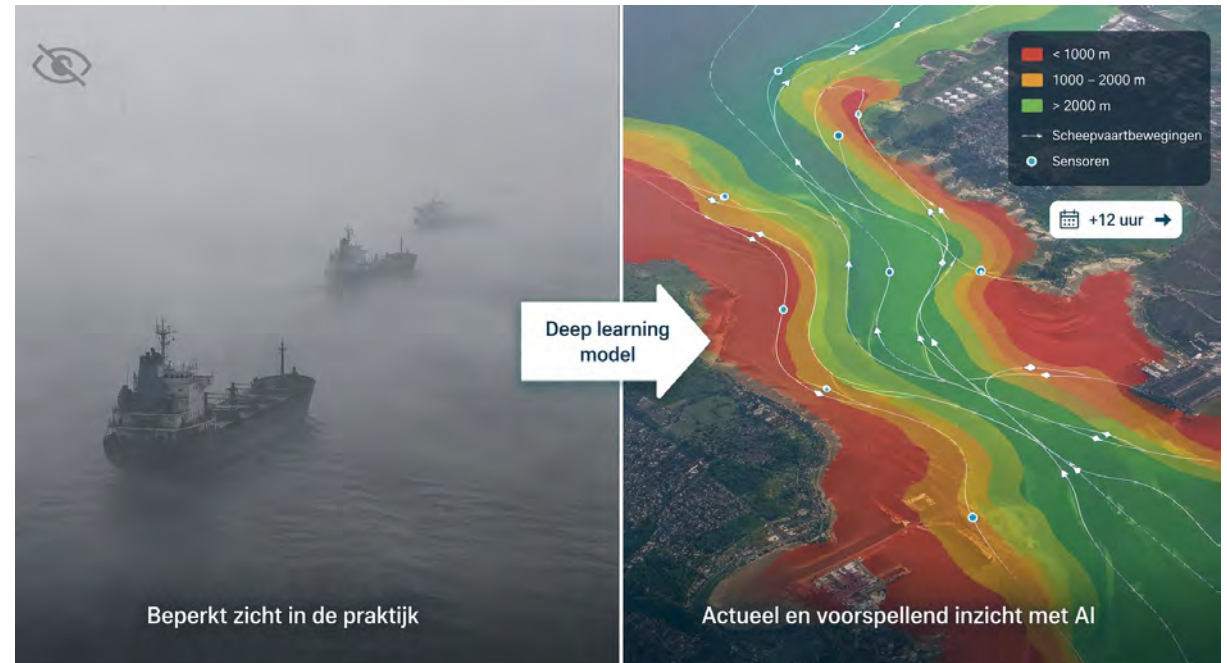 < 1000 m
1000 – 2000 m
> 2000 m
Scheepvaartbewegingen
Sensoren
+12 uur →
Deep learning
model
Beperkt zicht in de praktijk
Actueel en voorspellend inzicht met AI